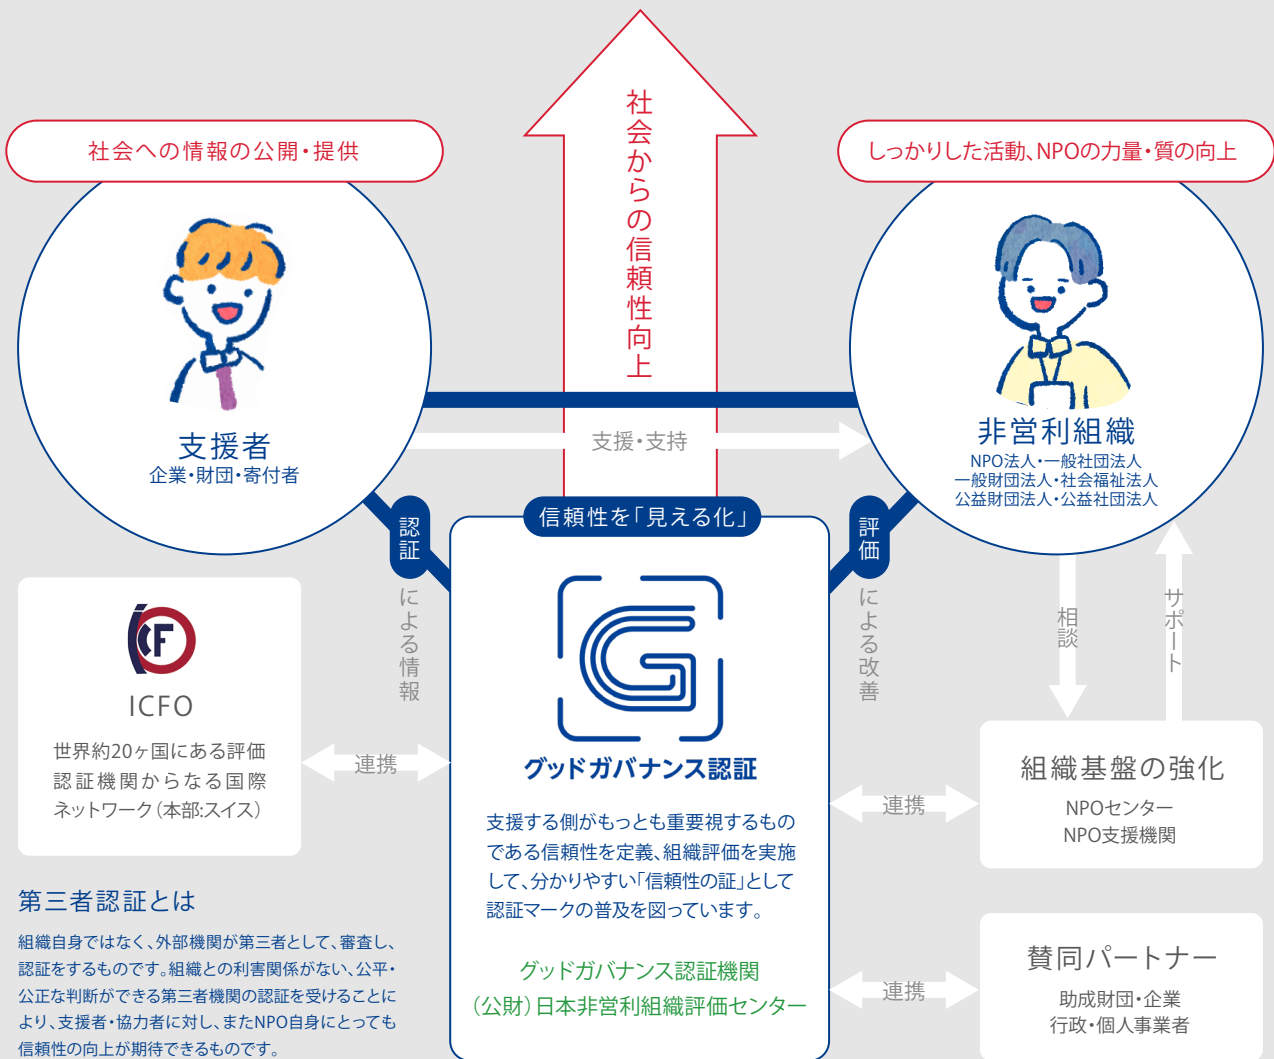 社会からの信頼性向上
社会への情報の公開・提供
しっかりした活動、NPOの力量・質の向上
支援者
企業・財団・寄付者
支援・支持
非営利組織
NPO法人・一般社団法人
一般財団法人・社会福祉法人
公益財団法人・公益社団法人
認証
による情報
信頼性を「見える化」
評価
による改善
相談
サポート
ICFO
ICFO
世界約20ヶ国にある評価
認証機関からなる国際
ネットワーク(本部:スイス)
連携
G
グッドガバナンス認証
支援する側がもっとも重要視するもの
である信頼性を定義、組織評価を実施
して、分かりやすい「信頼性の証」として
認証マークの普及を図っています。
グッドガバナンス認証機関
(公財)日本非営利組織評価センター
連携
組織基盤の強化
NPOセンター
NPO支援機関
連携
賛同パートナー
助成財団・企業
行政・個人事業者
第三者認証とは
組織自身ではなく、外部機関が第三者として、審査し、
認証をするものです。組織との利害関係がない、公平・
公正な判断ができる第三者機関の認証を受けることに
より、支援者・協力者に対し、またNPO自身にとっても
信頼性の向上が期待できるものです。